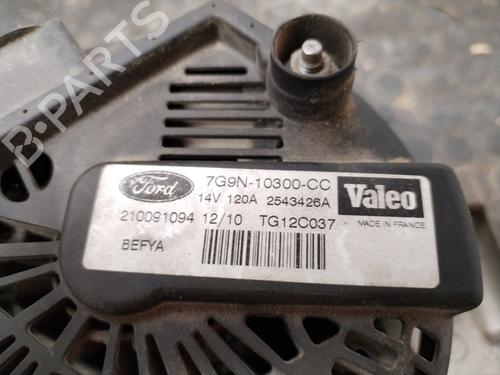 B-PARTS
Ford
7G9N-10300-CC
14V 120A 2543426A
Valeo
MADE IN FRANCE
210091094 12/10 TG12C037
BEFYA